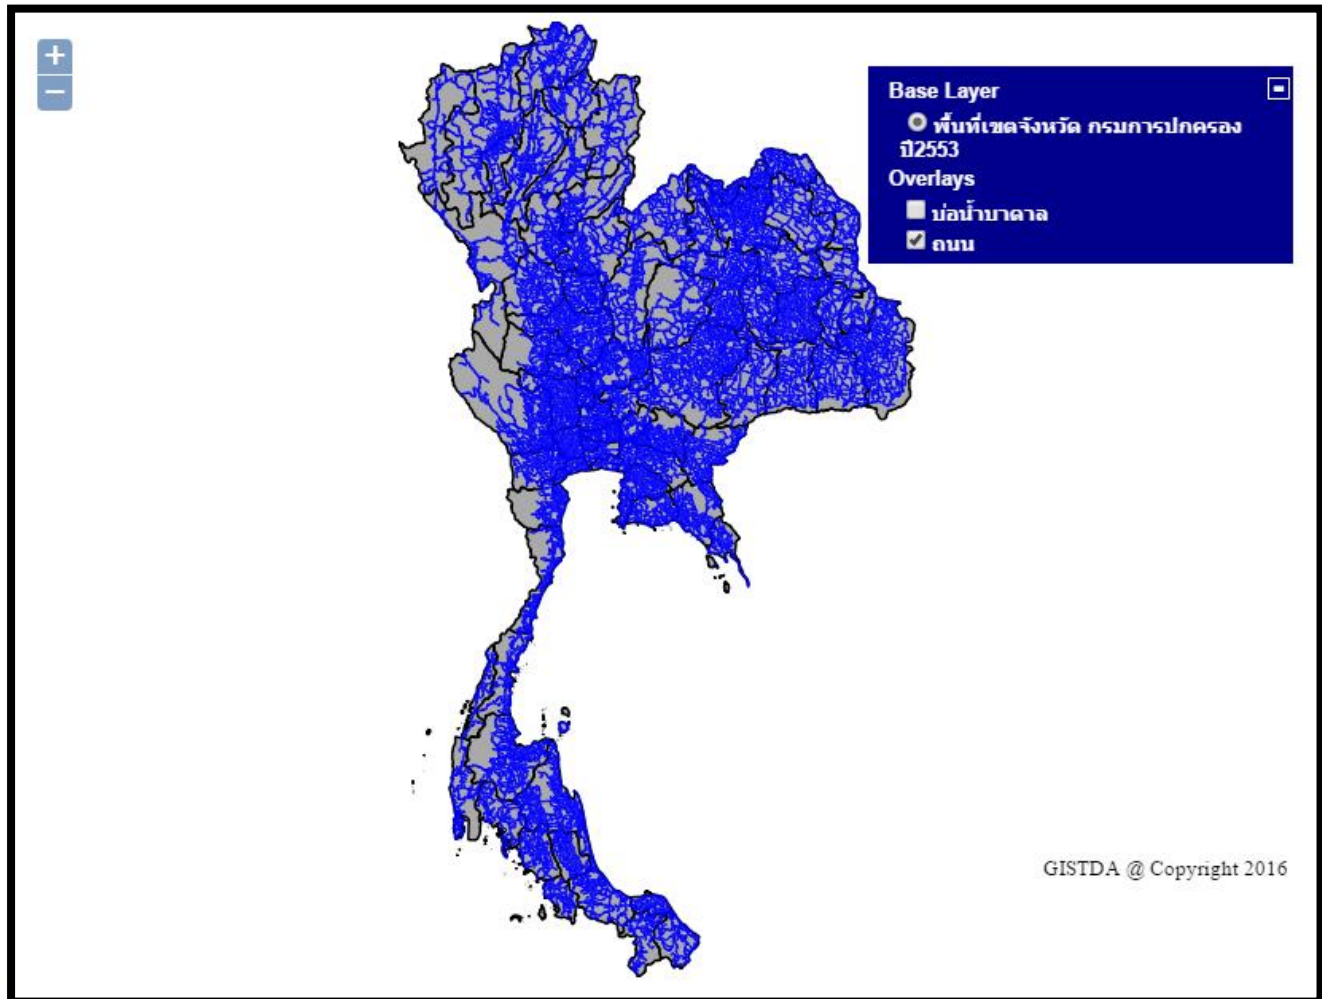 Base Layer
พื้นที่เขตจังหวัด กรมการปกครอง
ปี2553
Overlays
บ่อน้ำบาดาล
ถนน
GISTDA @ Copyright 2016